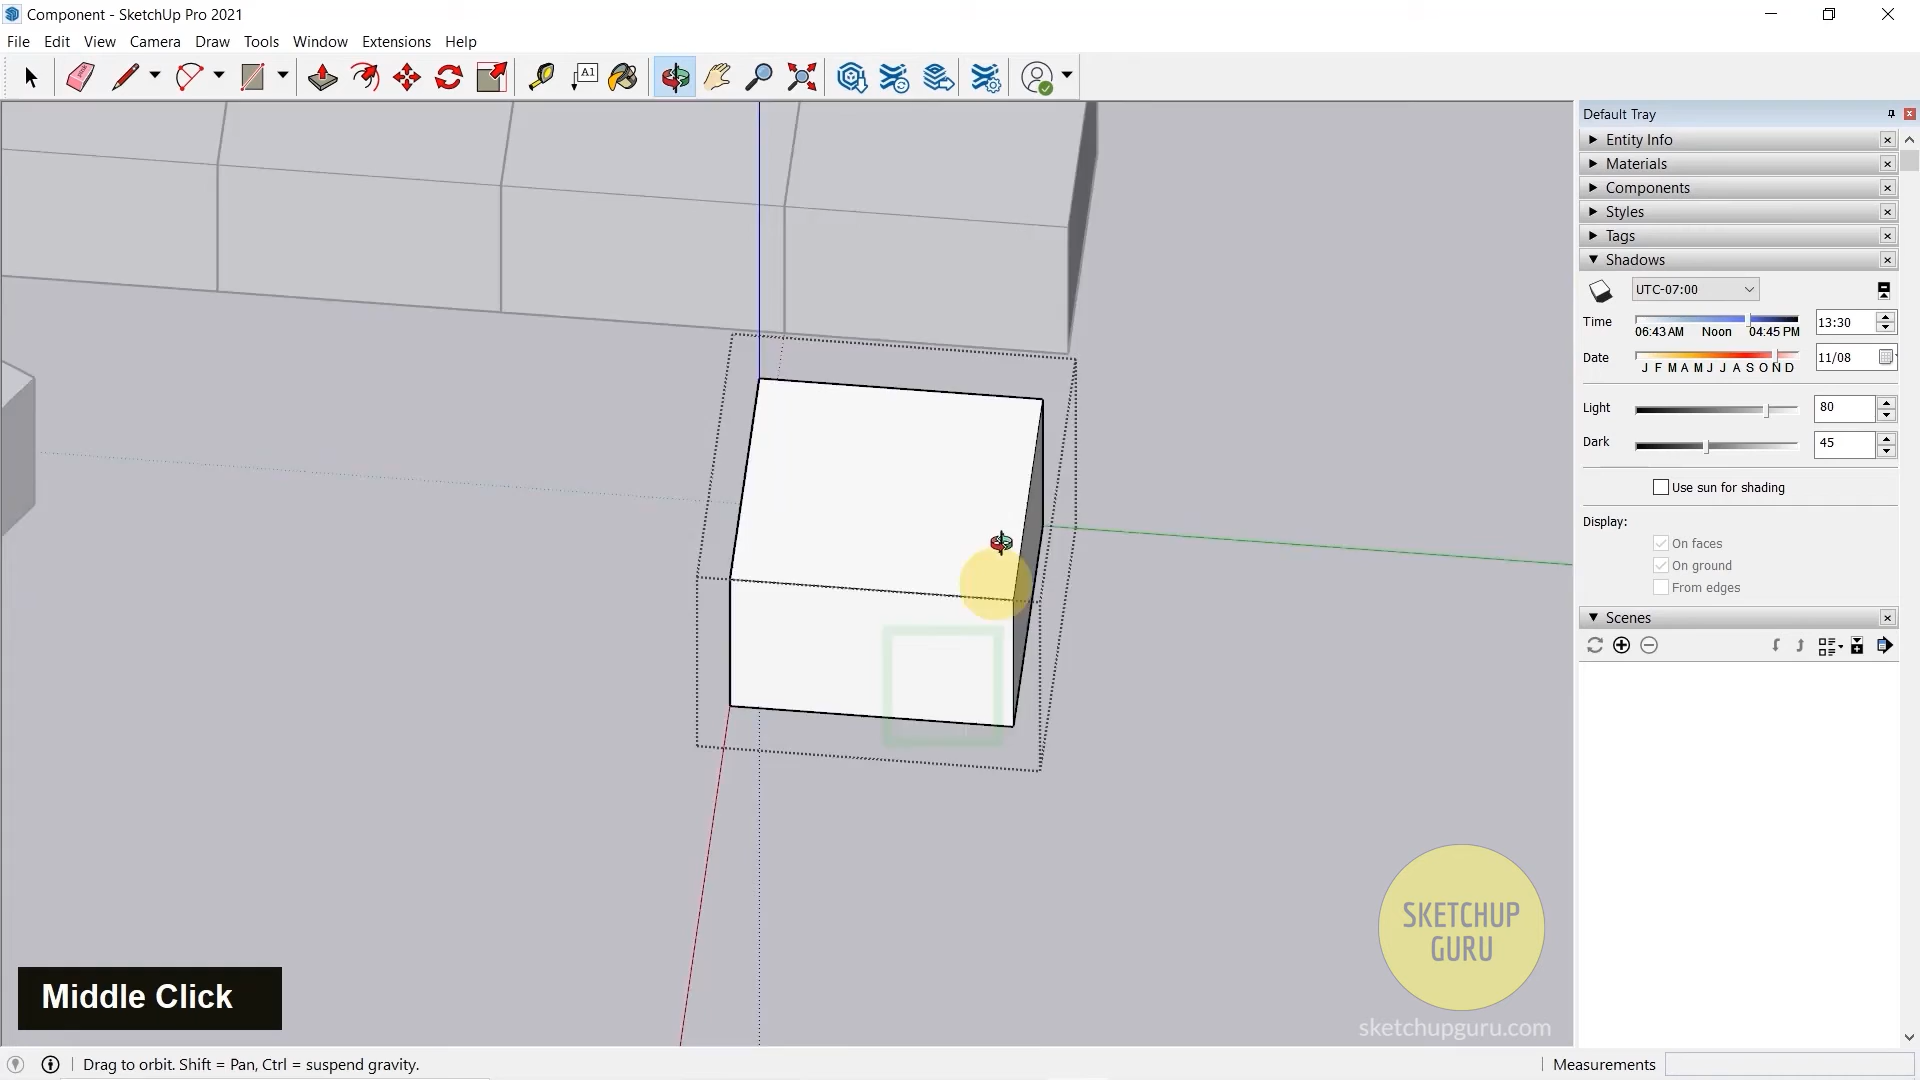 Component - SketchUp Pro 2021
File Edit View Camera Draw Tools Window Extensions Help
A1
Default Tray
Entity Info
Materials
Components
Styles
Tags
Shadows
UTC-07:00
Time 06:43 AM Noon 04:45 PM 13:30
Date J F M A M J J A S O N D 11/08
Light 80
Dark 45
Use sun for shading
Display:
On faces
On ground
From edges
Scenes
SKETCHUP
GURU
sketchupguru.com
Middle Click
Drag to orbit. Shift = Pan, Ctrl = suspend gravity.
Measurements